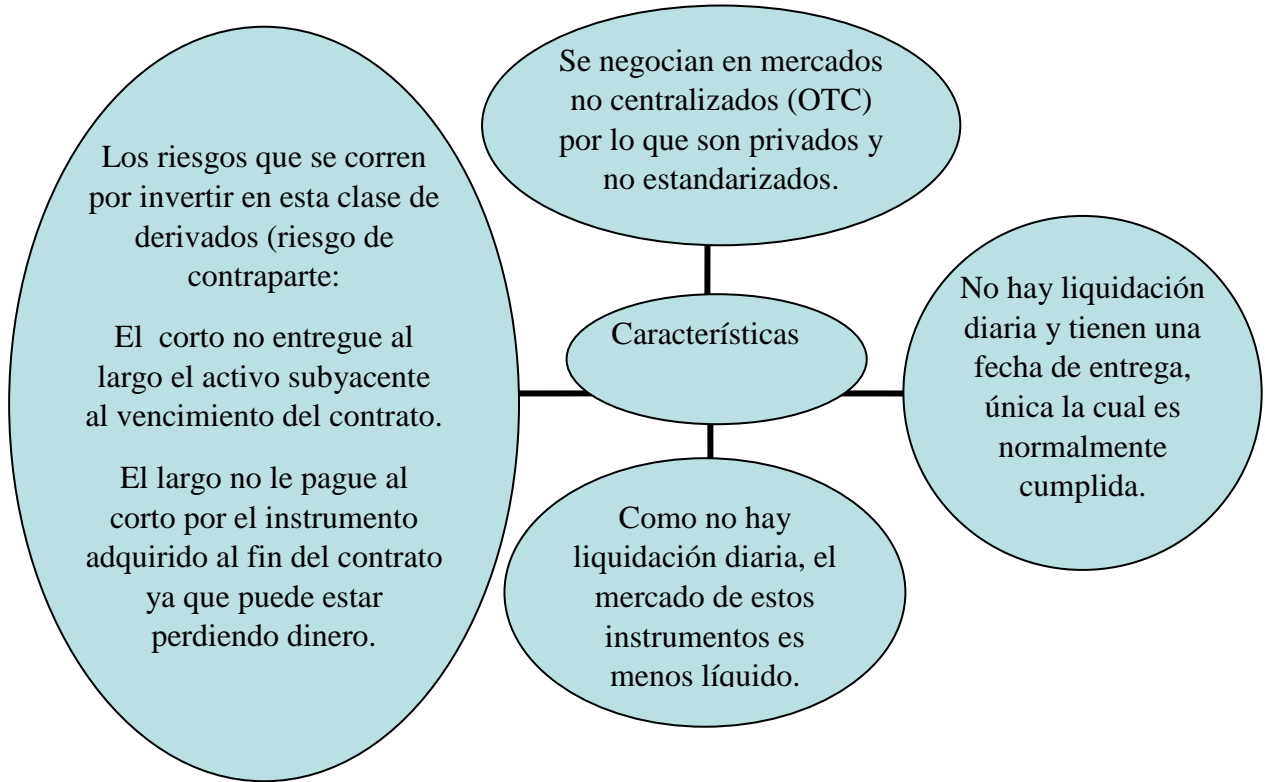 Se negocian en mercados
no centralizados (OTC)
por lo que son privados y
no estandarizados.
Los riesgos que se corren
por invertir en esta clase de
derivados (riesgo de
contraparte:
El corto no entregue al
largo el activo subyacente
al vencimiento del contrato.
El largo no le pague al
corto por el instrumento
adquirido al fin del contrato
ya que puede estar
perdiendo dinero.
Característicás
No hay liquidación
diaria y tienen una
fecha de entrega,
única la cual es
normalmente
cumplida.
Como no hay
liquidación diaria, el
mercado de estos
instrumentos es
menos líquido.